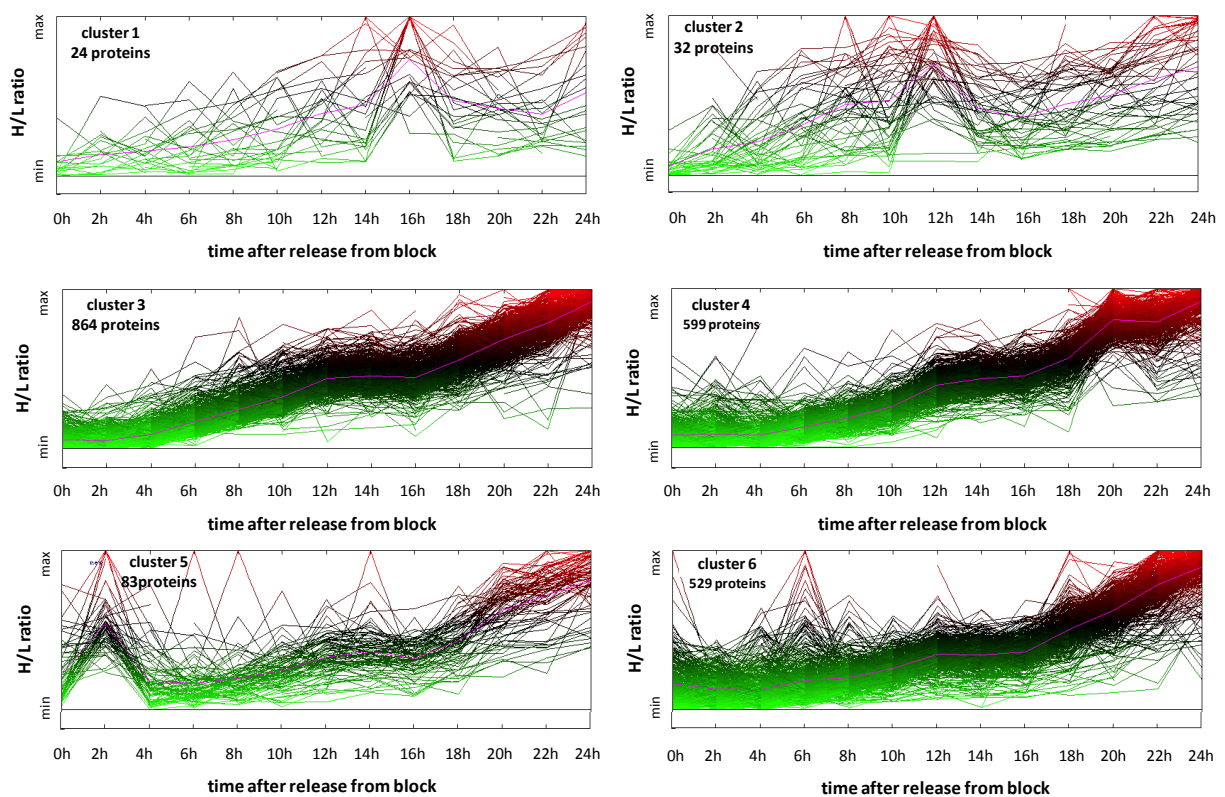 max
cluster 1
24 proteins
H/L ratio
min
0h 2h 4h 6h 8h 10h 12h 14h 16h 18h 20h 22h 24h
time after release from block
max
cluster 2
32 proteins
H/L ratio
min
0h 2h 4h 6h 8h 10h 12h 14h 16h 18h 20h 22h 24h
time after release from block
max
cluster 3
864 proteins
H/L ratio
min
0h 2h 4h 6h 8h 10h 12h 14h 16h 18h 20h 22h 24h
time after release from block
max
cluster 4
599 proteins
H/L ratio
min
0h 2h 4h 6h 8h 10h 12h 14h 16h 18h 20h 22h 24h
time after release from block
max
cluster 5
83proteins
H/L ratio
min
0h 2h 4h 6h 8h 10h 12h 14h 16h 18h 20h 22h 24h
time after release from block
max
cluster 6
529 proteins
H/L ratio
min
0h 2h 4h 6h 8h 10h 12h 14h 16h 18h 20h 22h 24h
time after release from block